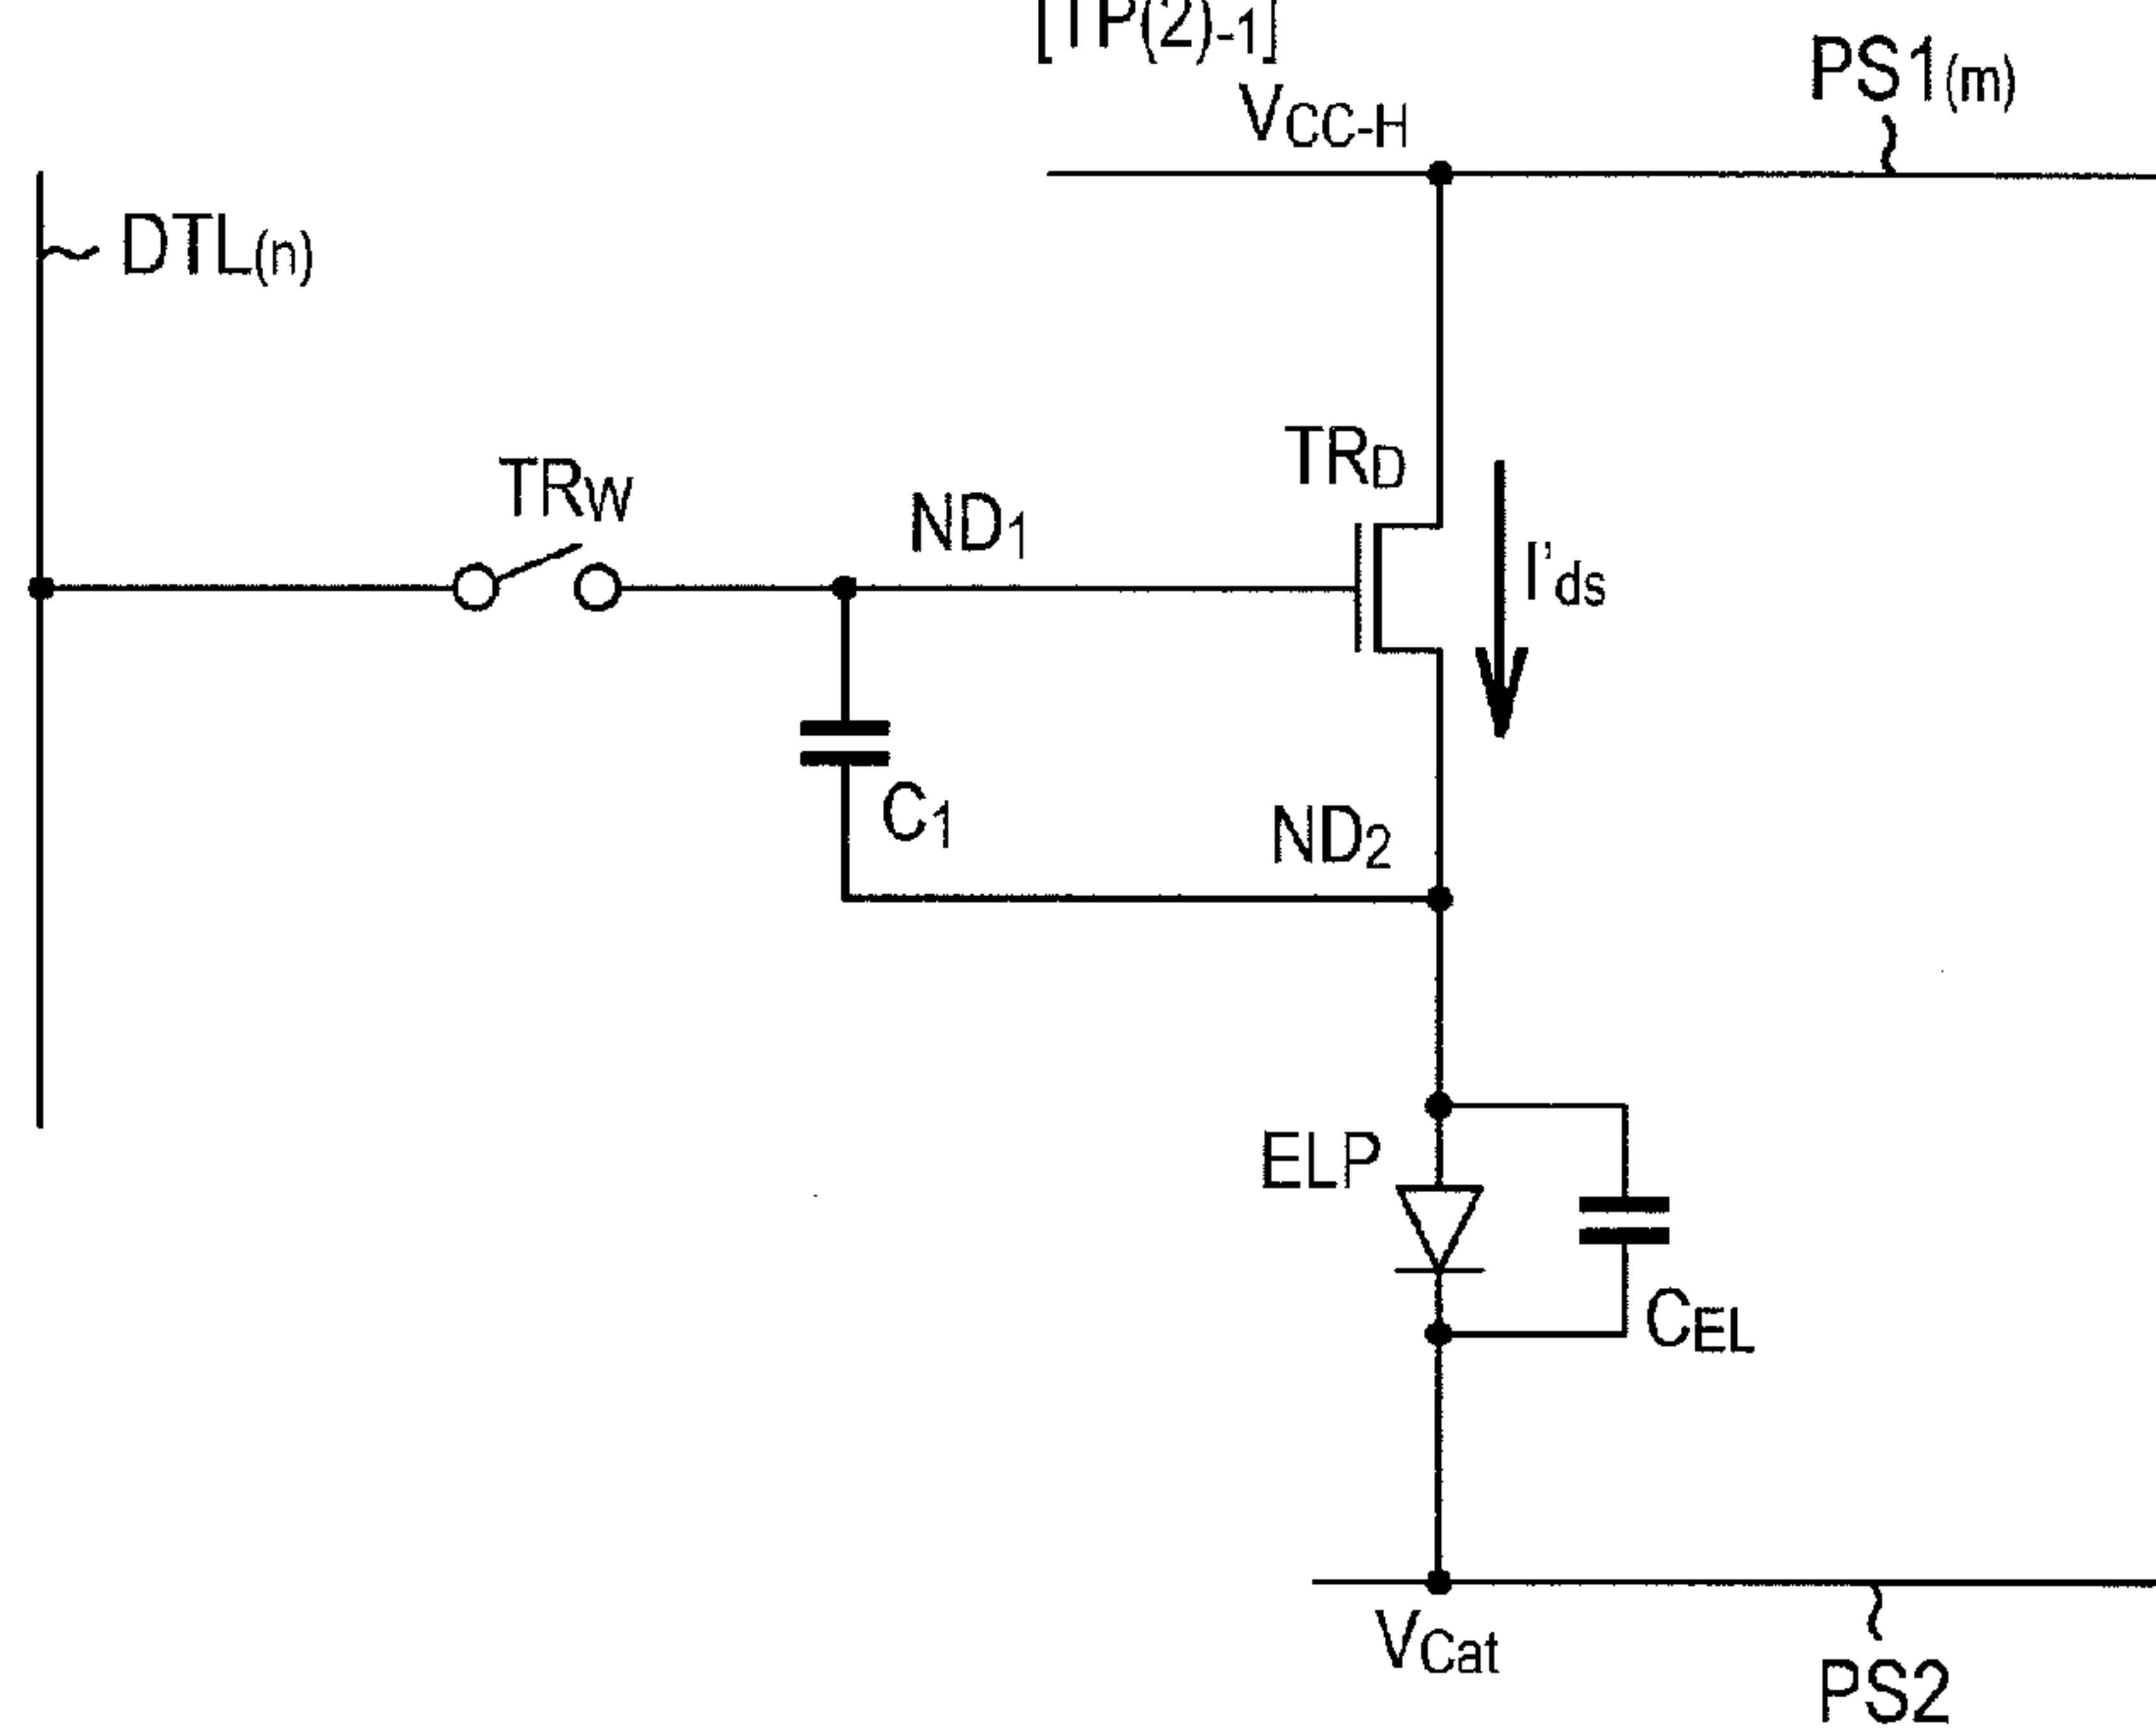 [TP(2)-1]
VCC-H
PS1(m)
DTL(n)
TRD
TRW
ND1
I'ds
C1
ND2
ELP
CEL
VCat
PS2